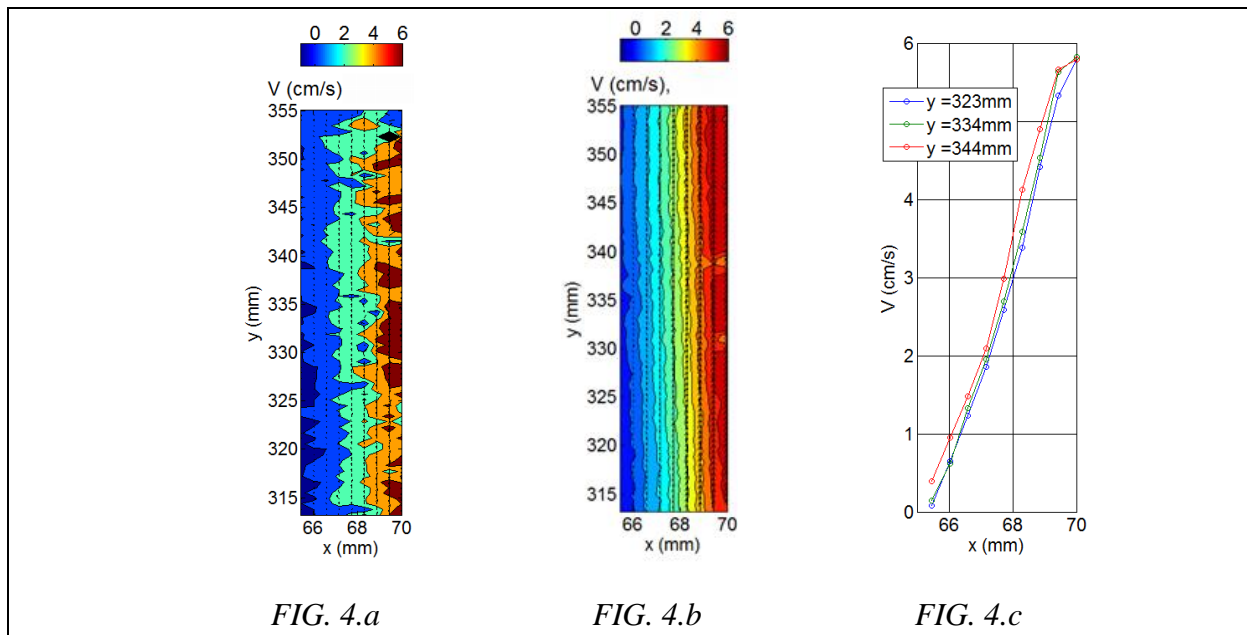 0 2 4 6
V (cm/s)
355
350
345
340
335
330
325
320
315
y (mm)
66 68 70
x (mm)
FIG. 4.a
0 2 4 6
V (cm/s),
355
350
345
340
335
330
325
320
315
y (mm)
66 68 70
x (mm)
FIG. 4.b
6
y =323mm
y =334mm
y =344mm
4
3
2
1
0
V (cm/s)
66 68 70
x (mm)
FIG. 4.c